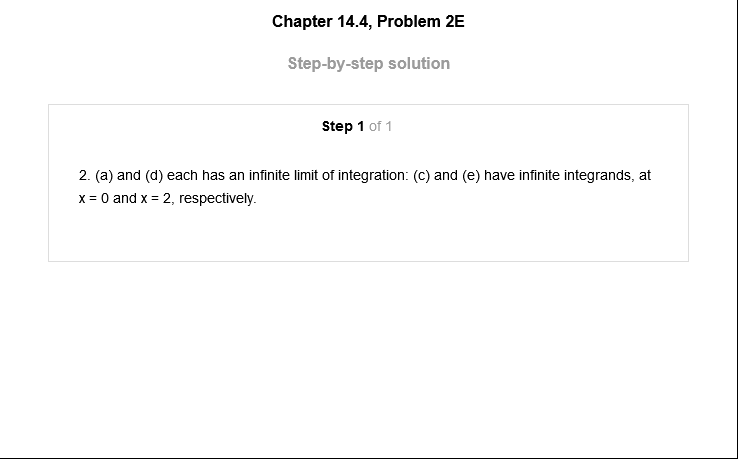 Chapter 14.4, Problem 2E
Step-by-step solution
Step 1 of 1
2. (a) and (d) each has an infinite limit of integration: (c) and (e) have infinite integrands, at
x = 0 and x = 2, respectively.